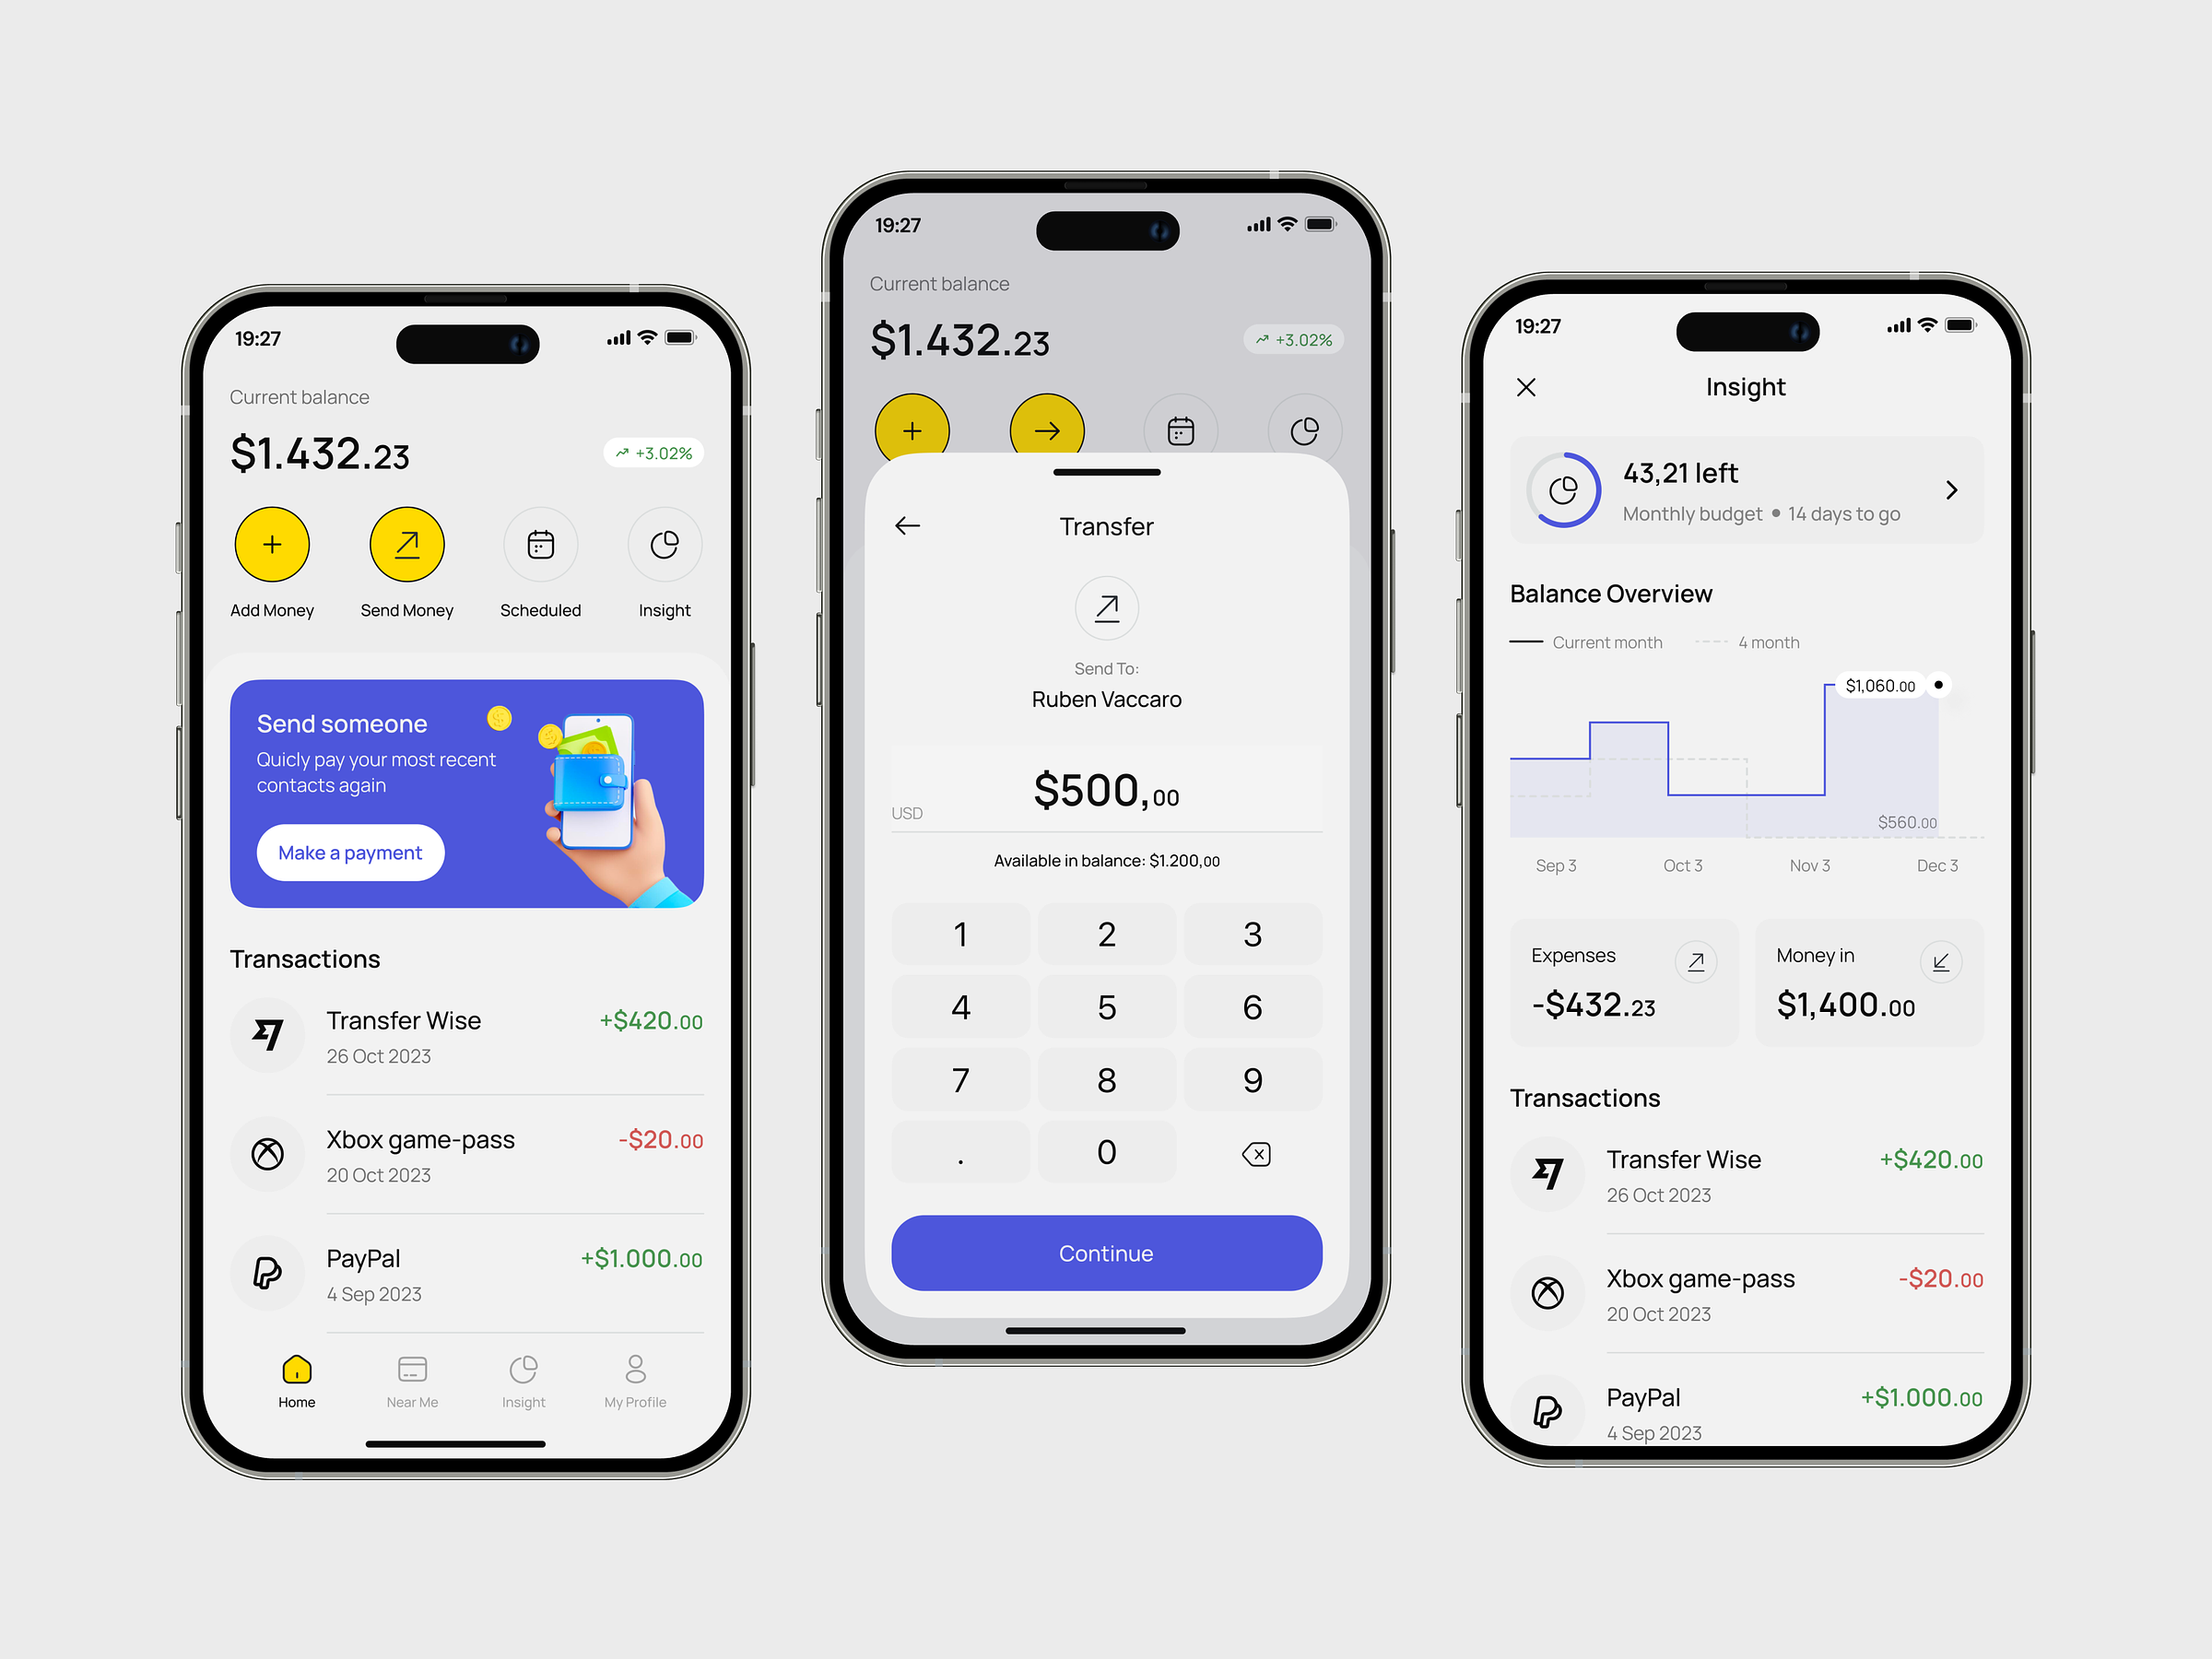 19:27
Current balance
$1.432.23
+3.02%
Add Money
Send Money
Scheduled
Insight
Send someone
Quicly pay your most recent
contacts again
Make a payment
Transactions
Transfer Wise
+$420.00
26 Oct 2023
Xbox game-pass
-$20.00
20 Oct 2023
PayPal
+$1.000.00
4 Sep 2023
Home
Near Me
Insight
My Profile
19:27
Current balance
$1.432.23
+3.02%
Transfer
Send To:
Ruben Vaccaro
$500,00
USD
Available in balance: $1.200,00
1 2 3
4 5 6
7 8 9
. 0
Continue
19:27
Insight
43,21 left
Monthly budget • 14 days to go
Balance Overview
Current month
4 month
$1,060.00
$560.00
Sep 3
Oct 3
Nov 3
Dec 3
Expenses
-$432.23
Money in
$1,400.00
Transactions
Transfer Wise
+$420.00
26 Oct 2023
Xbox game-pass
-$20.00
20 Oct 2023
PayPal
+$1.000.00
4 Sep 2023